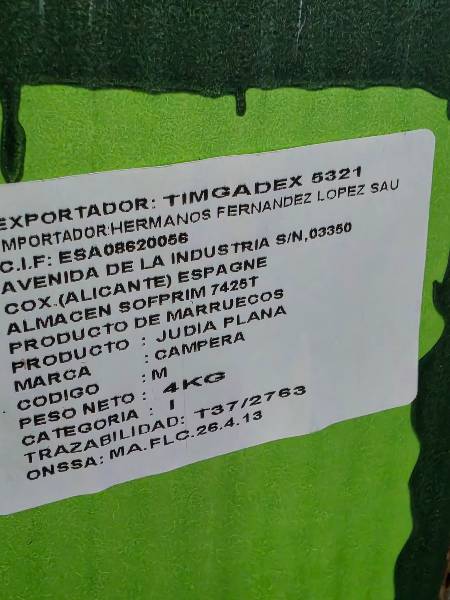 EXPORTADOR: TIMGADEX 5321
IMPORTADOR:HERMANOS FERNANDEZ LOPEZ SAU
C.I.F: ESA08620056
AVENIDA DE LA INDUSTRIA S/N,03350
COX.(ALICANTE) ESPAGNE
ALMACEN SOFPRIM 7425T
PRODUCTO DE MARRUECOS
PRODUCTO : JUDIA PLANA
MARCA : CAMPERA
CODIGO : M
PESO NETO : 4KG
CATEGORIA : I
TRAZABILIDAD: T37/2763
ONSSA: MA.FLC.26.4.13